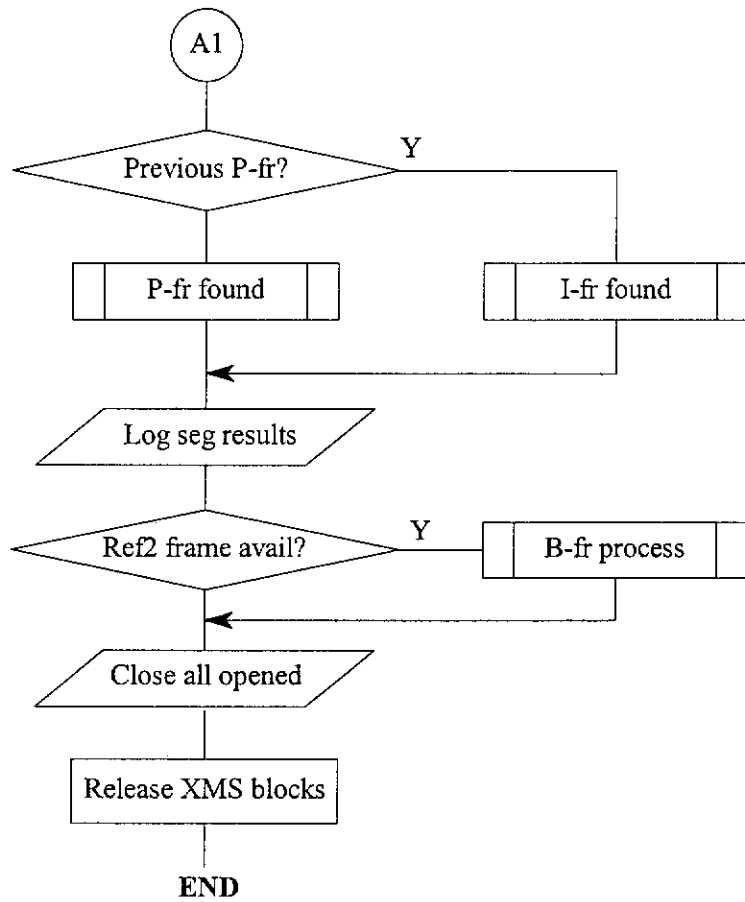 A1
Previous P-fr?
Y
P-fr found
I-fr found
Log seg results
Ref2 frame avail?
Y
B-fr process
Close all opened
Release XMS blocks
END